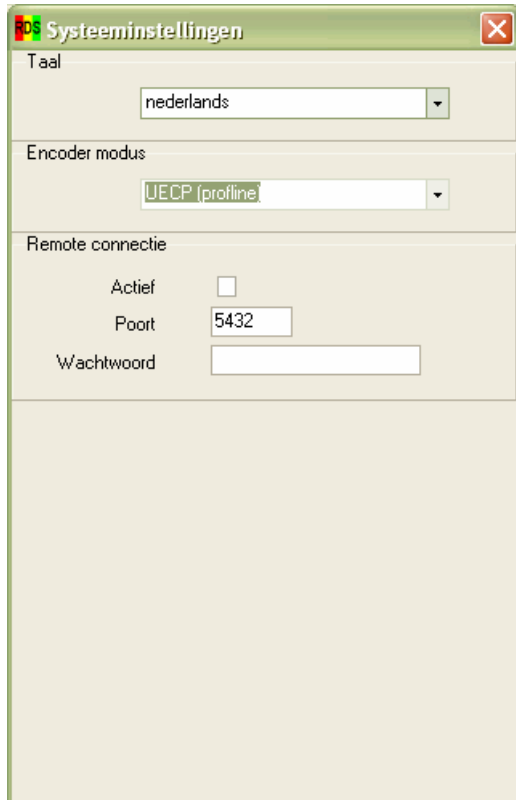 RDS Systeeminstellingen
Taal
nederlands
Encoder modus
UECP (profline)
Remote connectie
Actief
Poort 5432
Wachtwoord